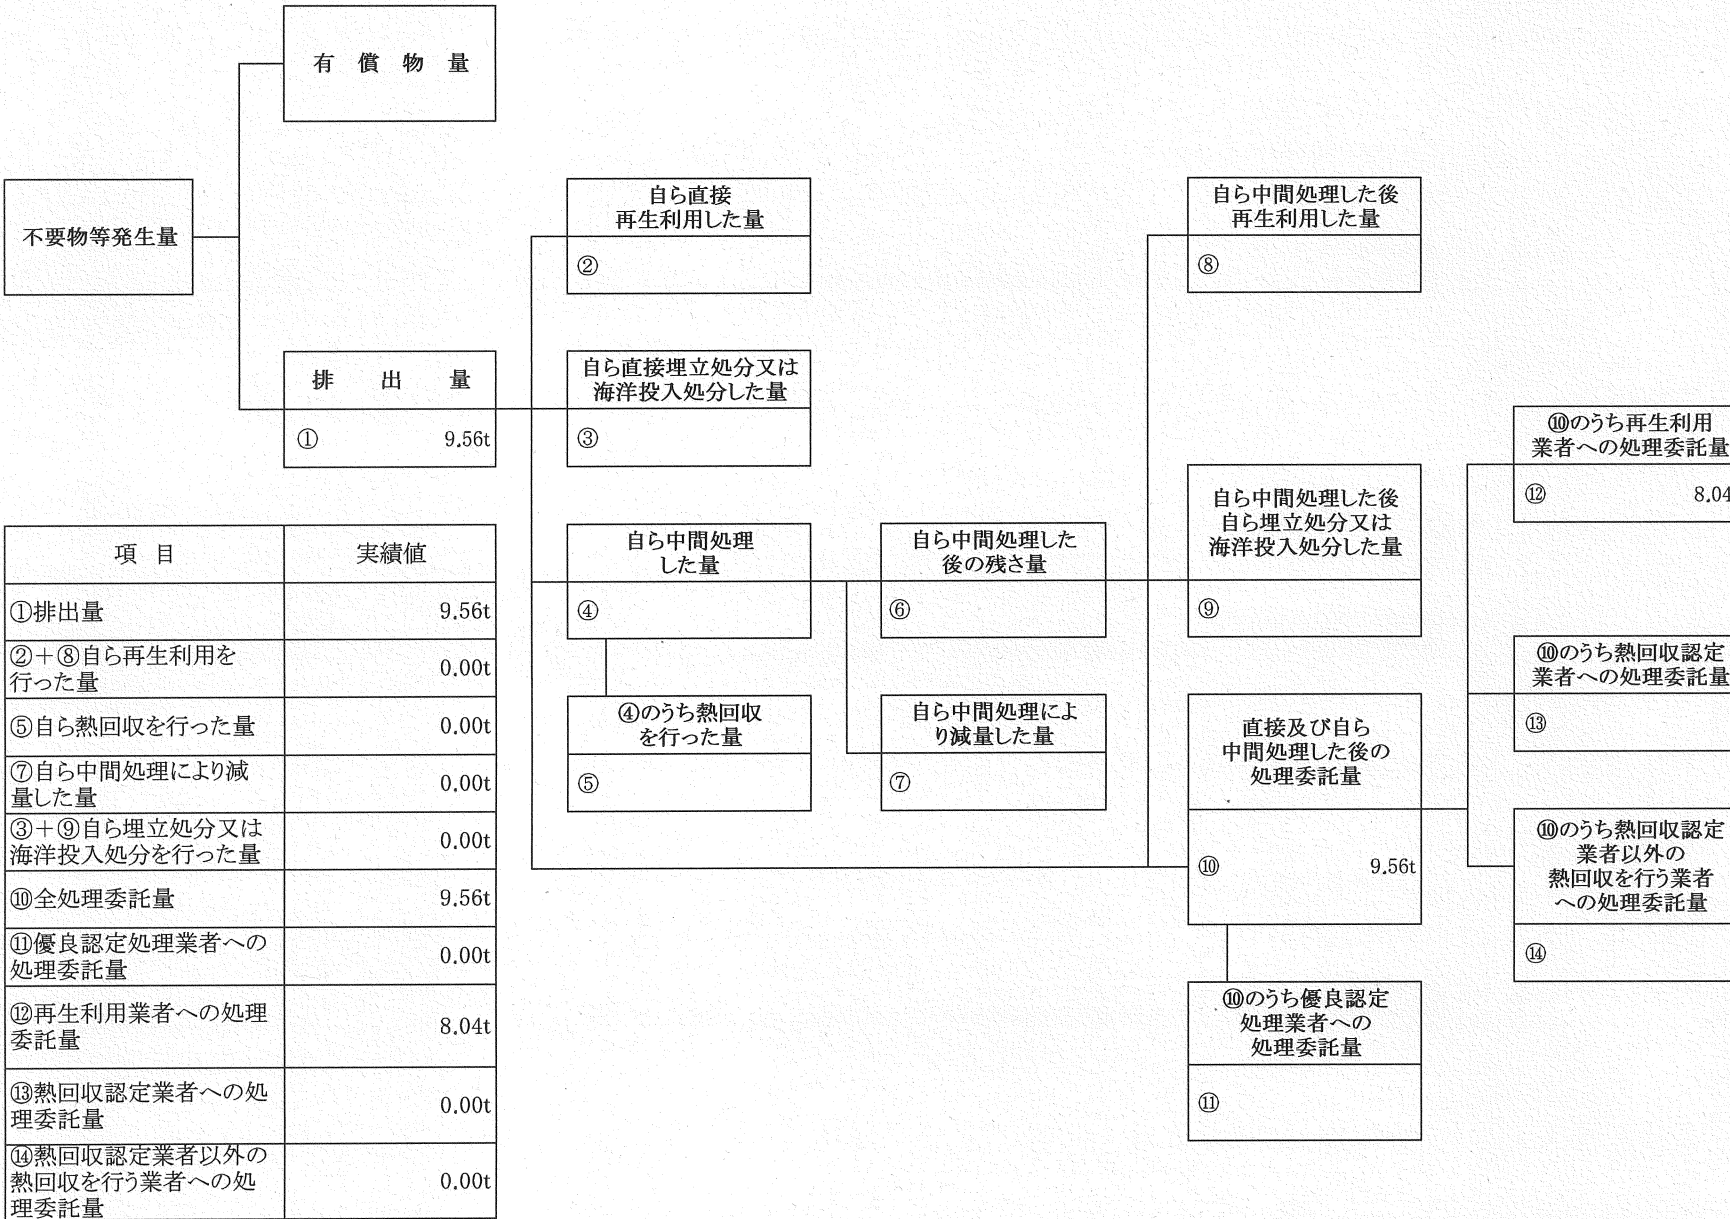 有 償 物 量
不要物等発生量
排 出 量
① 9.56t
自ら直接
再生利用した量
②
自ら直接埋立処分又は
海洋投入処分した量
③
自ら中間処理
した量
④
④のうち熱回収
を行った量
⑤
自ら中間処理した
後の残さ量
⑥
自ら中間処理によ
り減量した量
⑦
自ら中間処理した後
再生利用した量
⑧
自ら中間処理した後
自ら埋立処分又は
海洋投入処分した量
⑨
直接及び自ら
中間処理した後の
処理委託量
⑩ 9.56t
⑩のうち優良認定
処理業者への
処理委託量
⑪
⑩のうち再生利用
業者への処理委託量
⑫ 8.04
⑩のうち熱回収認定
業者への処理委託量
⑬
⑩のうち熱回収認定
業者以外の
熱回収を行う業者
への処理委託量
⑭
項 目 実績値
①排出量 9.56t
②+⑧自ら再生利用を
行った量 0.00t
⑤自ら熱回収を行った量 0.00t
⑦自ら中間処理により減
量した量 0.00t
③+⑨自ら埋立処分又は
海洋投入処分を行った量 0.00t
⑩全処理委託量 9.56t
⑪優良認定処理業者への
処理委託量 0.00t
⑫再生利用業者への処理
委託量 8.04t
⑬熱回収認定業者への処
理委託量 0.00t
⑭熱回収認定業者以外の
熱回収を行う業者への処
理委託量 0.00t